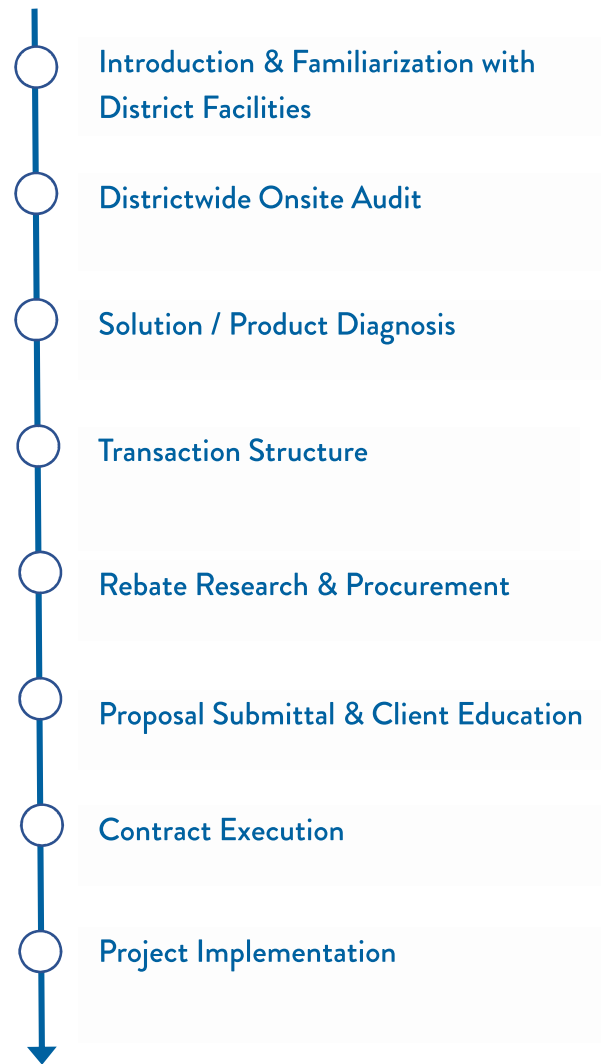 Introduction & Familiarization with
District Facilities
Districtwide Onsite Audit
Solution / Product Diagnosis
Transaction Structure
Rebate Research & Procurement
Proposal Submittal & Client Education
Contract Execution
Project Implementation